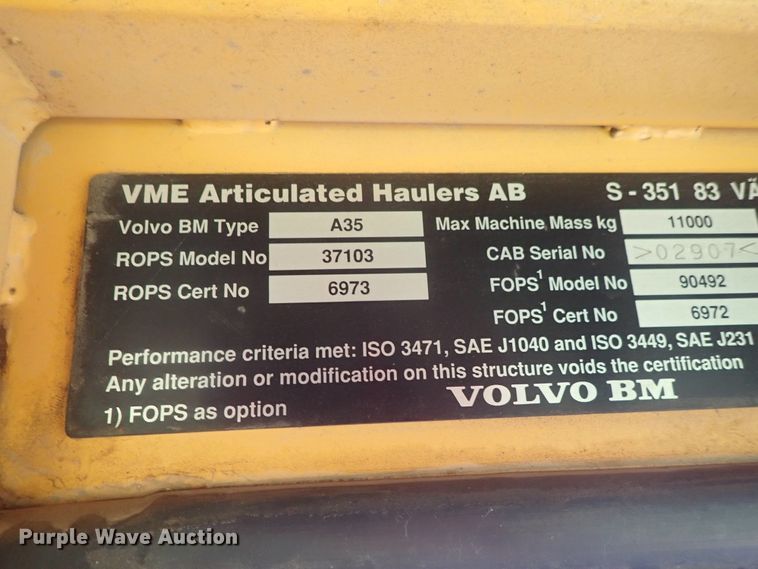 VME Articulated Haulers AB S - 351 83 VÄ
Volvo BM Type A35 Max Machine Mass kg 11000
ROPS Model No 37103 CAB Serial No >02907<
ROPS Cert No 6973 FOPS¹ Model No 90492
FOPS¹ Cert No 6972
Performance criteria met: ISO 3471, SAE J1040 and ISO 3449, SAE J231
Any alteration or modification on this structure voids the certification
1) FOPS as option VOLVO BM
Purple Wave Auction